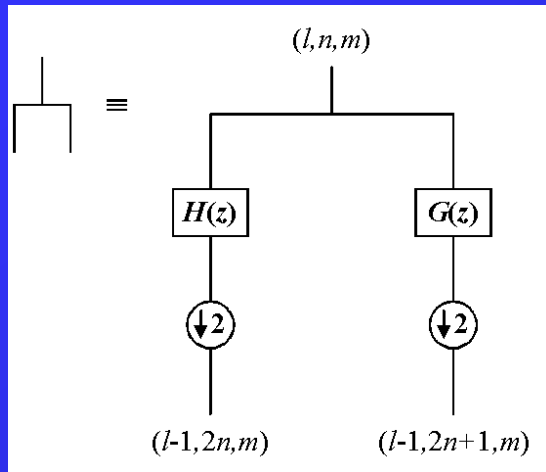 (l,n,m)
≡
H(z) G(z)
↓2 ↓2
(l-1,2n,m) (l-1,2n+1,m)